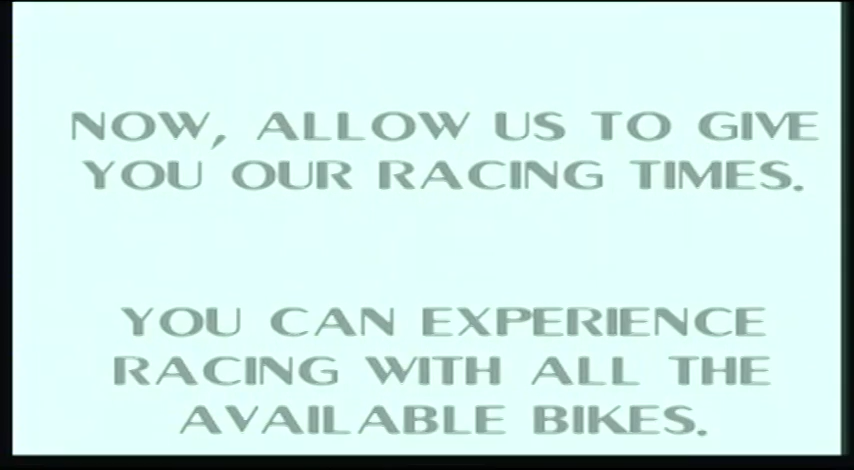 NOW, ALLOW US TO GIVE
YOU OUR RACING TIMES.
YOU CAN EXPERIENCE
RACING WITH ALL THE
AVAILABLE BIKES.